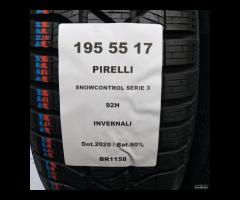 195 55 17
PIRELLI
SNOWCONTROL SERIE 3
92H
INVERNALI
Dot.2020 / Bat.90%
BR1158